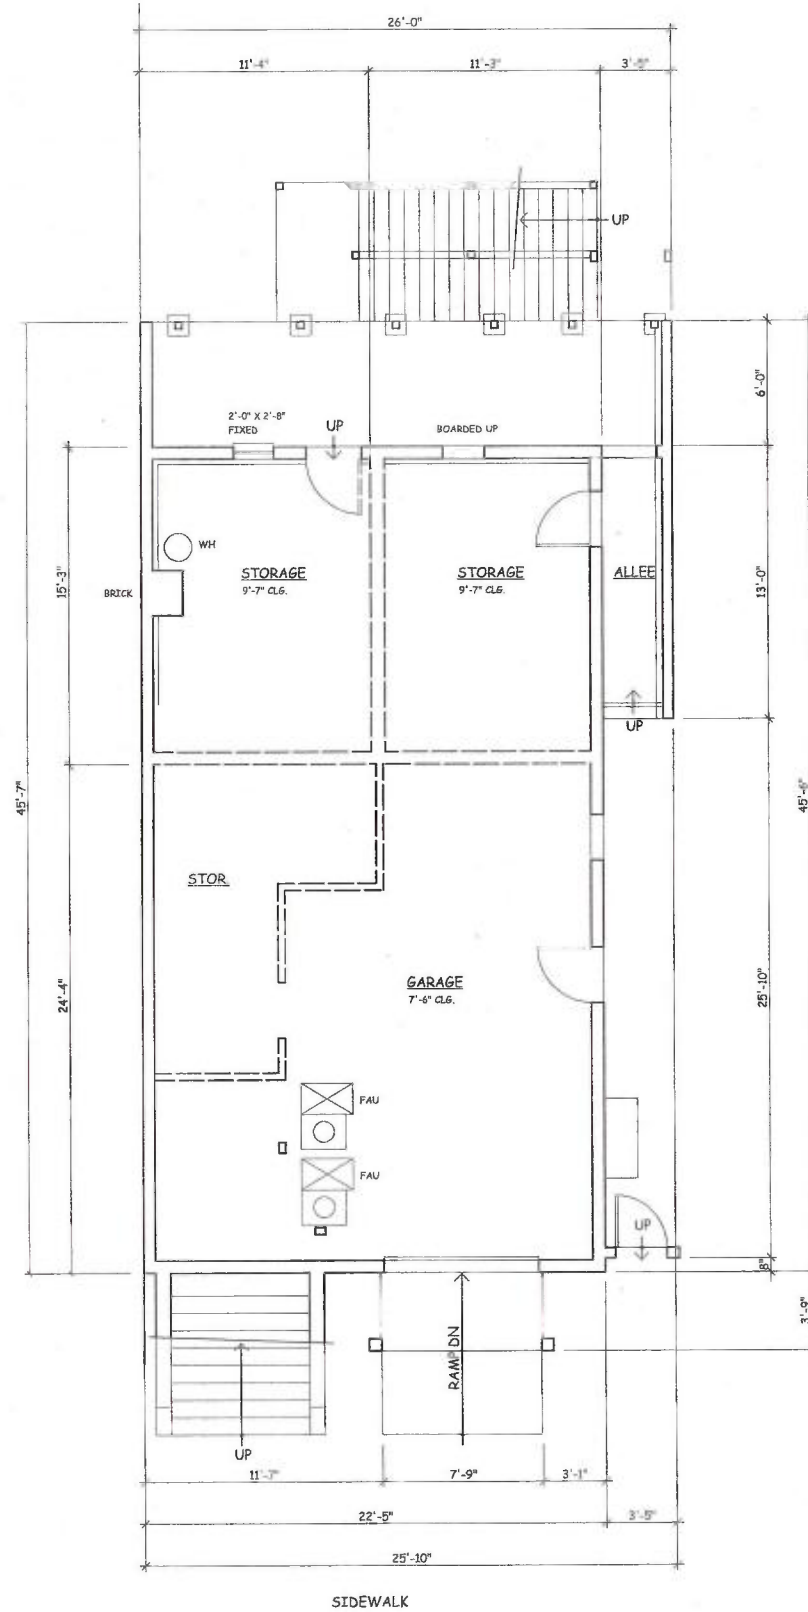 26'-0"
11'-4"
11'-3"
3'-5"
UP
6'-0"
2'-0" X 2'-8"
FIXED
UP
BOARDED UP
WH
STORAGE
9'-7" CLG.
STORAGE
9'-7" CLG.
ALLEE
15'-3"
BRICK
13'-0"
UP
45'-7"
45'-6"
STOR
GARAGE
7'-6" CLG.
24'-4"
25'-10"
FAU
FAU
UP
8"
3'-9"
RAMP DN
UP
11'-7"
7'-9"
3'-1"
22'-5"
3'-5"
25'-10"
SIDEWALK